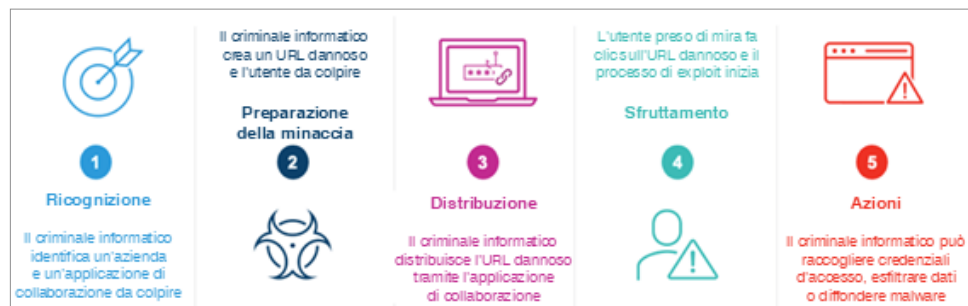 1
Ricognizione
Il criminale informatico
identifica un'azienda
e un'applicazione di
collaborazione da colpire
Il criminale informatico
crea un URL dannoso
e l'utente da colpire
Preparazione
della minaccia
2
3
Distribuzione
Il criminale informatico
distribuisce l'URL dannoso
tramite l'applicazione
di collaborazione
L'utente preso di mira fa
clic sull'URL dannoso e il
processo di exploit inizia
Sfruttamento
4
5
Azioni
Il criminale informatico può
raccogliere credenziali
d'accesso, esfiltrare dati
o diffondere malware